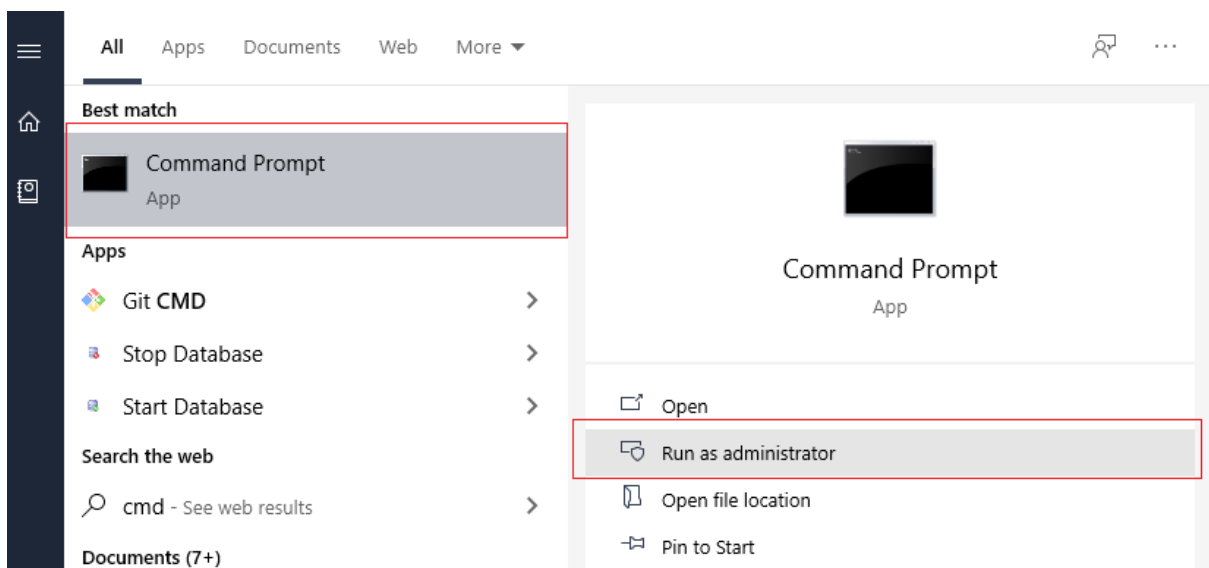 All Apps Documents Web More
Best match
Command Prompt
App
Apps
Git CMD
Stop Database
Start Database
Search the web
cmd - See web results
Documents (7+)
Command Prompt
App
Open
Run as administrator
Open file location
Pin to Start